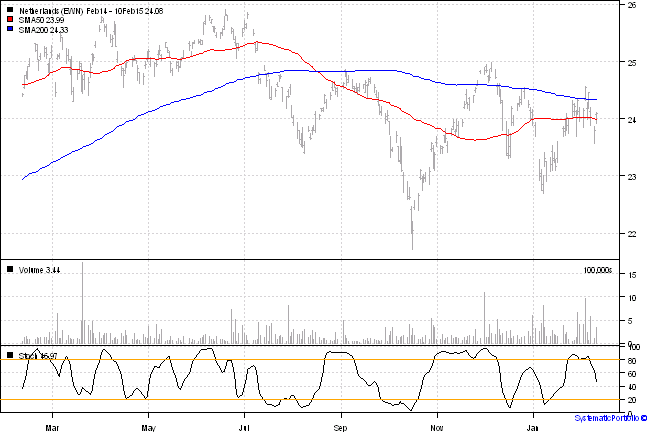 Netherlands (EWN) Feb14 - 10Feb15 24.08
SMA50 23.99
SMA200 24.33
26
25
24
23
22
Volume 3.44
100,000s
15
10
5
0
Stoch 46.97
100
80
60
40
20
0
Mar
May
Jul
Sep
Nov
Jan
SystematicPortfolio ©